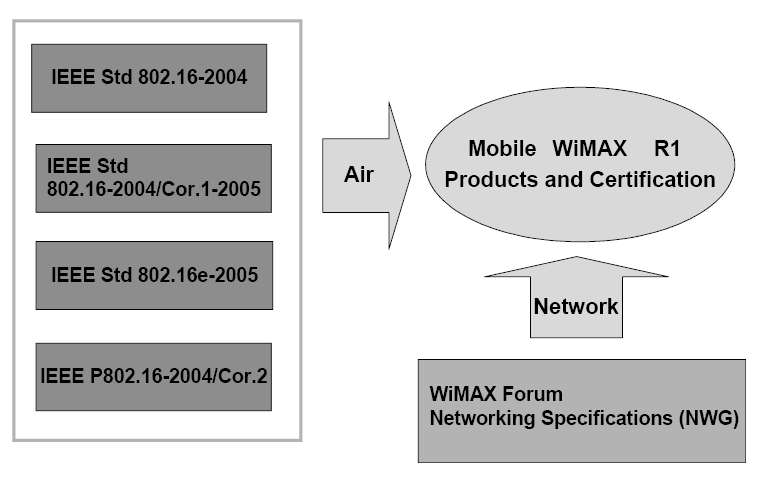 IEEE Std 802.16-2004
IEEE Std
802.16-2004/Cor.1-2005
IEEE Std 802.16e-2005
IEEE P802.16-2004/Cor.2
Air
Mobile WiMAX R1
Products and Certification
Network
WiMAX Forum
Networking Specifications (NWG)